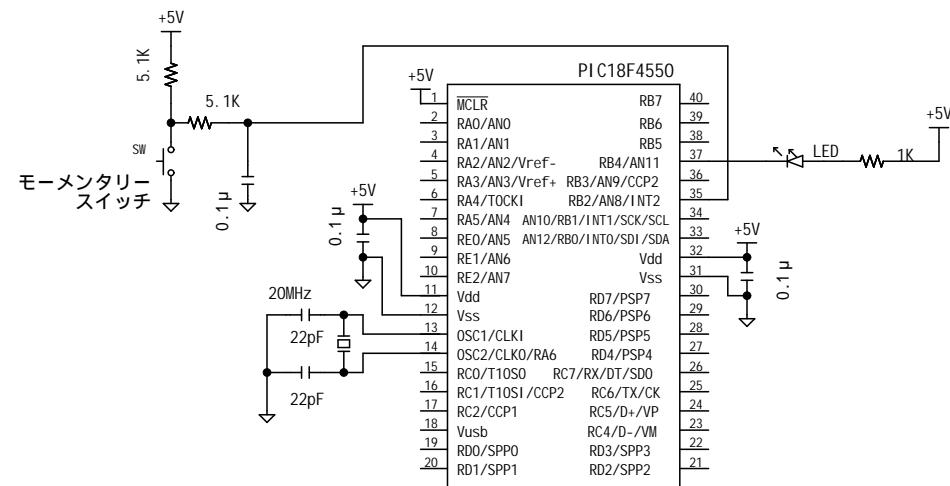 +5V
5.1K
5.1K
SW
モーメンタリー
スイッチ
0.1μ
PIC18F4550
+5V
1 MCLR
2 RA0/AN0
3 RA1/AN1
4 RA2/AN2/Vref-
5 RA3/AN3/Vref+
6 RA4/TOCKI
7 RA5/AN4
8 RE0/AN5
9 RE1/AN6
10 RE2/AN7
11 Vdd
12 Vss
13 OSC1/CLKI
14 OSC2/CLKO/RA6
15 RC0/T1OSO
16 RC1/T1OSI/CCP2
17 RC2/CCP1
18 Vusb
19 RD0/SPP0
20 RD1/SPP1
RB7 40
RB6 39
RB5 38
RB4/AN11 37
RB3/AN9/CCP2 36
RB2/AN8/INT2 35
AN10/RB1/INT1/SCK/SCL 34
AN12/RB0/INT0/SDI/SDA 33
Vdd 32
Vss 31
RD7/PSP7 30
RD6/PSP6 29
RD5/PSP5 28
RD4/PSP4 27
RC7/RX/DT/SDO 26
RC6/TX/CK 25
RC5/D+/VP 24
RC4/D-/VM 23
RD3/SPP3 22
RD2/SPP2 21
+5V
0.1μ
20MHz
22pF
22pF
LED
1K
+5V
+5V
0.1μ